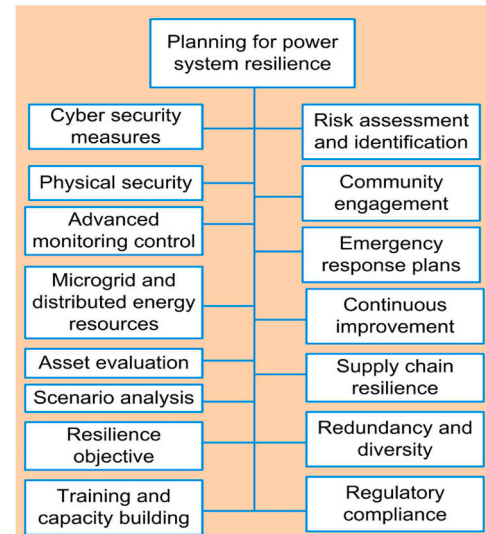 Planning for power
system resilience
Cyber security
measures
Physical security
Advanced
monitoring control
Microgrid and
distributed energy
resources
Asset evaluation
Scenario analysis
Resilience
objective
Training and
capacity building
Risk assessment
and identification
Community
engagement
Emergency
response plans
Continuous
improvement
Supply chain
resilience
Redundancy and
diversity
Regulatory
compliance